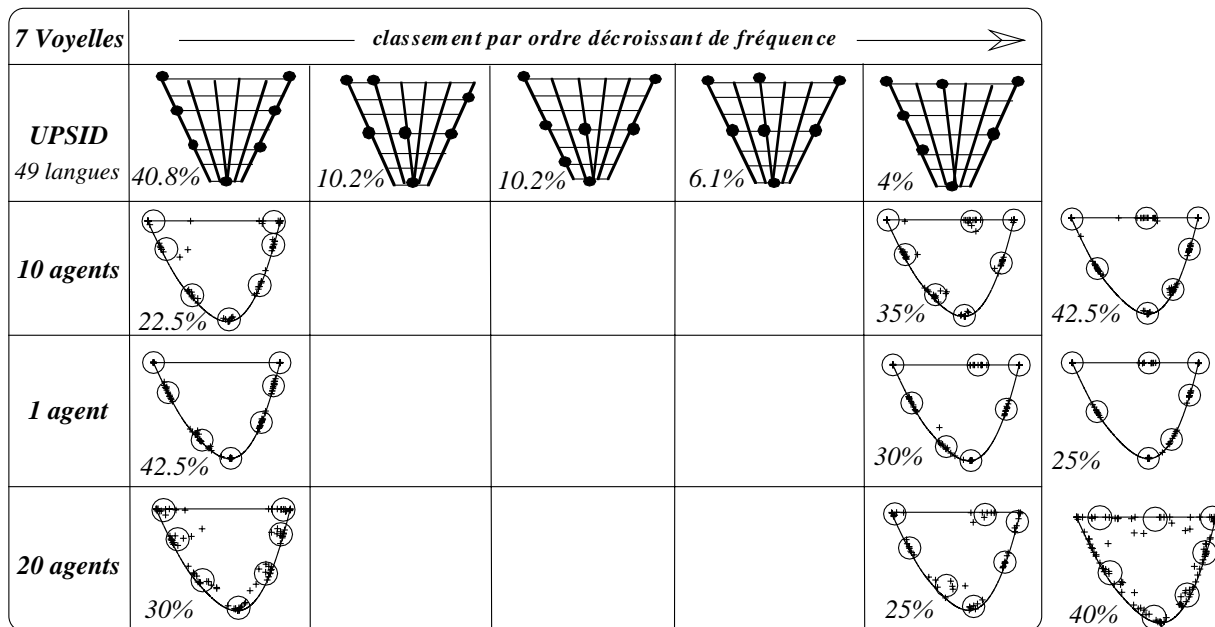 7 Voyelles
classement par ordre décroissant de fréquence
UPSID
49 langues
40.8%
10.2%
10.2%
6.1%
4%
10 agents
22.5%
35%
42.5%
1 agent
42.5%
30%
25%
20 agents
30%
25%
40%